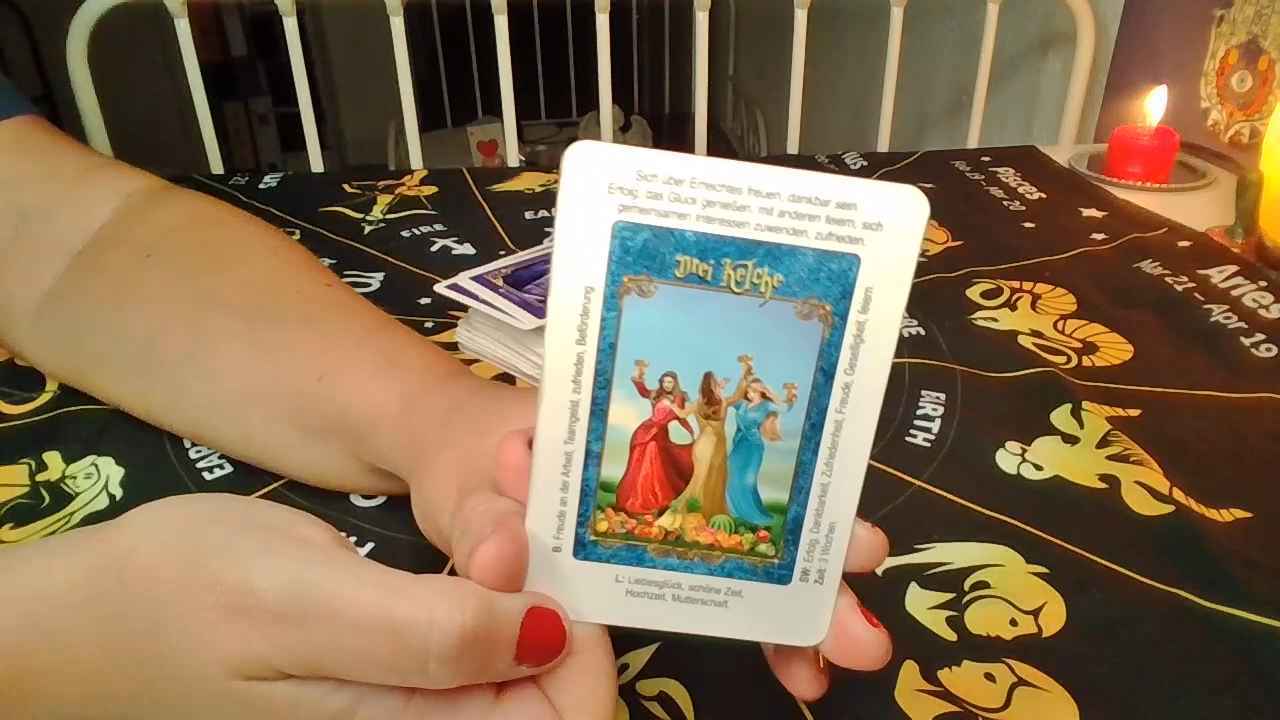 Sich über Erreichtes freuen, dankbar sein.
Erfolg, das Glück genießen, mit anderen feiern, sich
gemeinsamen Interessen zuwenden, zufrieden.
Drei Kelche
B: Freude an der Arbeit, Teamgeist, zufrieden, Beförderung
SW: Erfolg, Dankbarkeit, Zufriedenheit, Freude, Geselligkeit, feiern
Zeit: 3 Wochen
L: Liebesglück, schöne Zeit,
Hochzeit, Mutterschaft.
Pisces
Feb 19 - Mar 20
Aries
Mar 21 - Apr 19
FIRE
EARTH